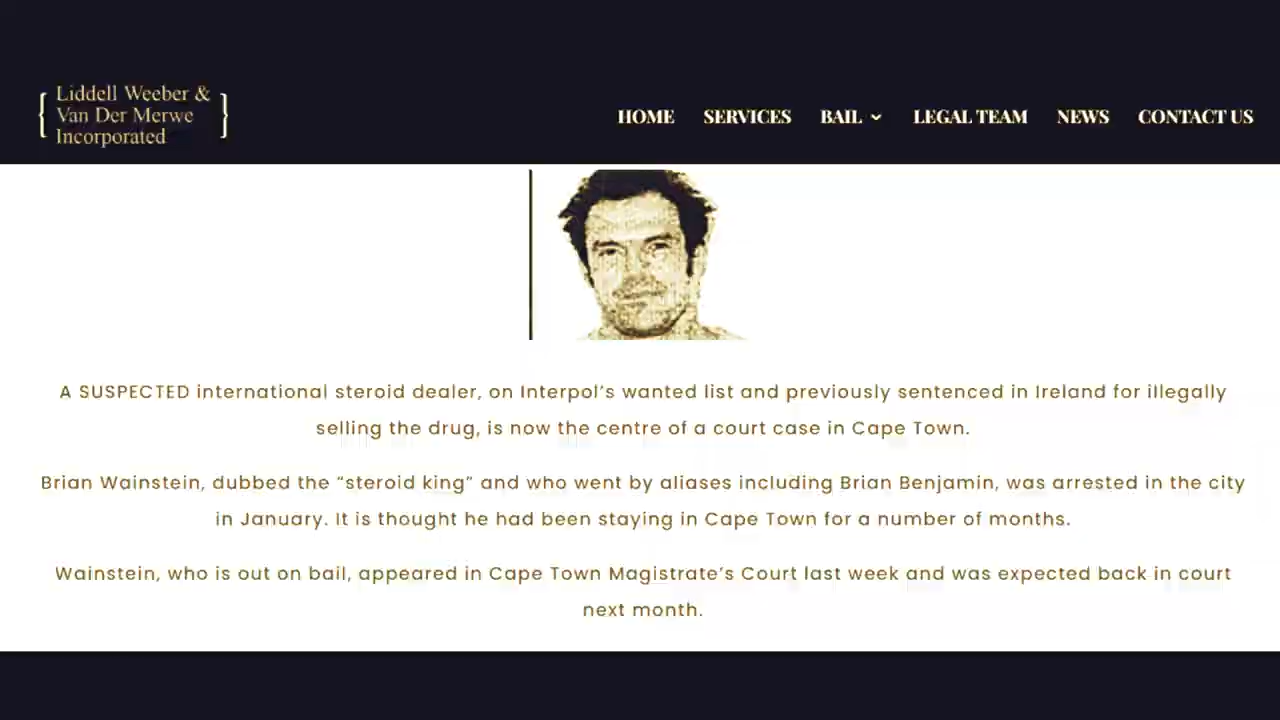 Liddell Weeber &
Van Der Merwe
Incorporated
HOME SERVICES BAIL LEGAL TEAM NEWS CONTACT US
A SUSPECTED international steroid dealer, on Interpol’s wanted list and previously sentenced in Ireland for illegally
selling the drug, is now the centre of a court case in Cape Town.
Brian Wainstein, dubbed the “steroid king” and who went by aliases including Brian Benjamin, was arrested in the city
in January. It is thought he had been staying in Cape Town for a number of months.
Wainstein, who is out on bail, appeared in Cape Town Magistrate’s Court last week and was expected back in court
next month.